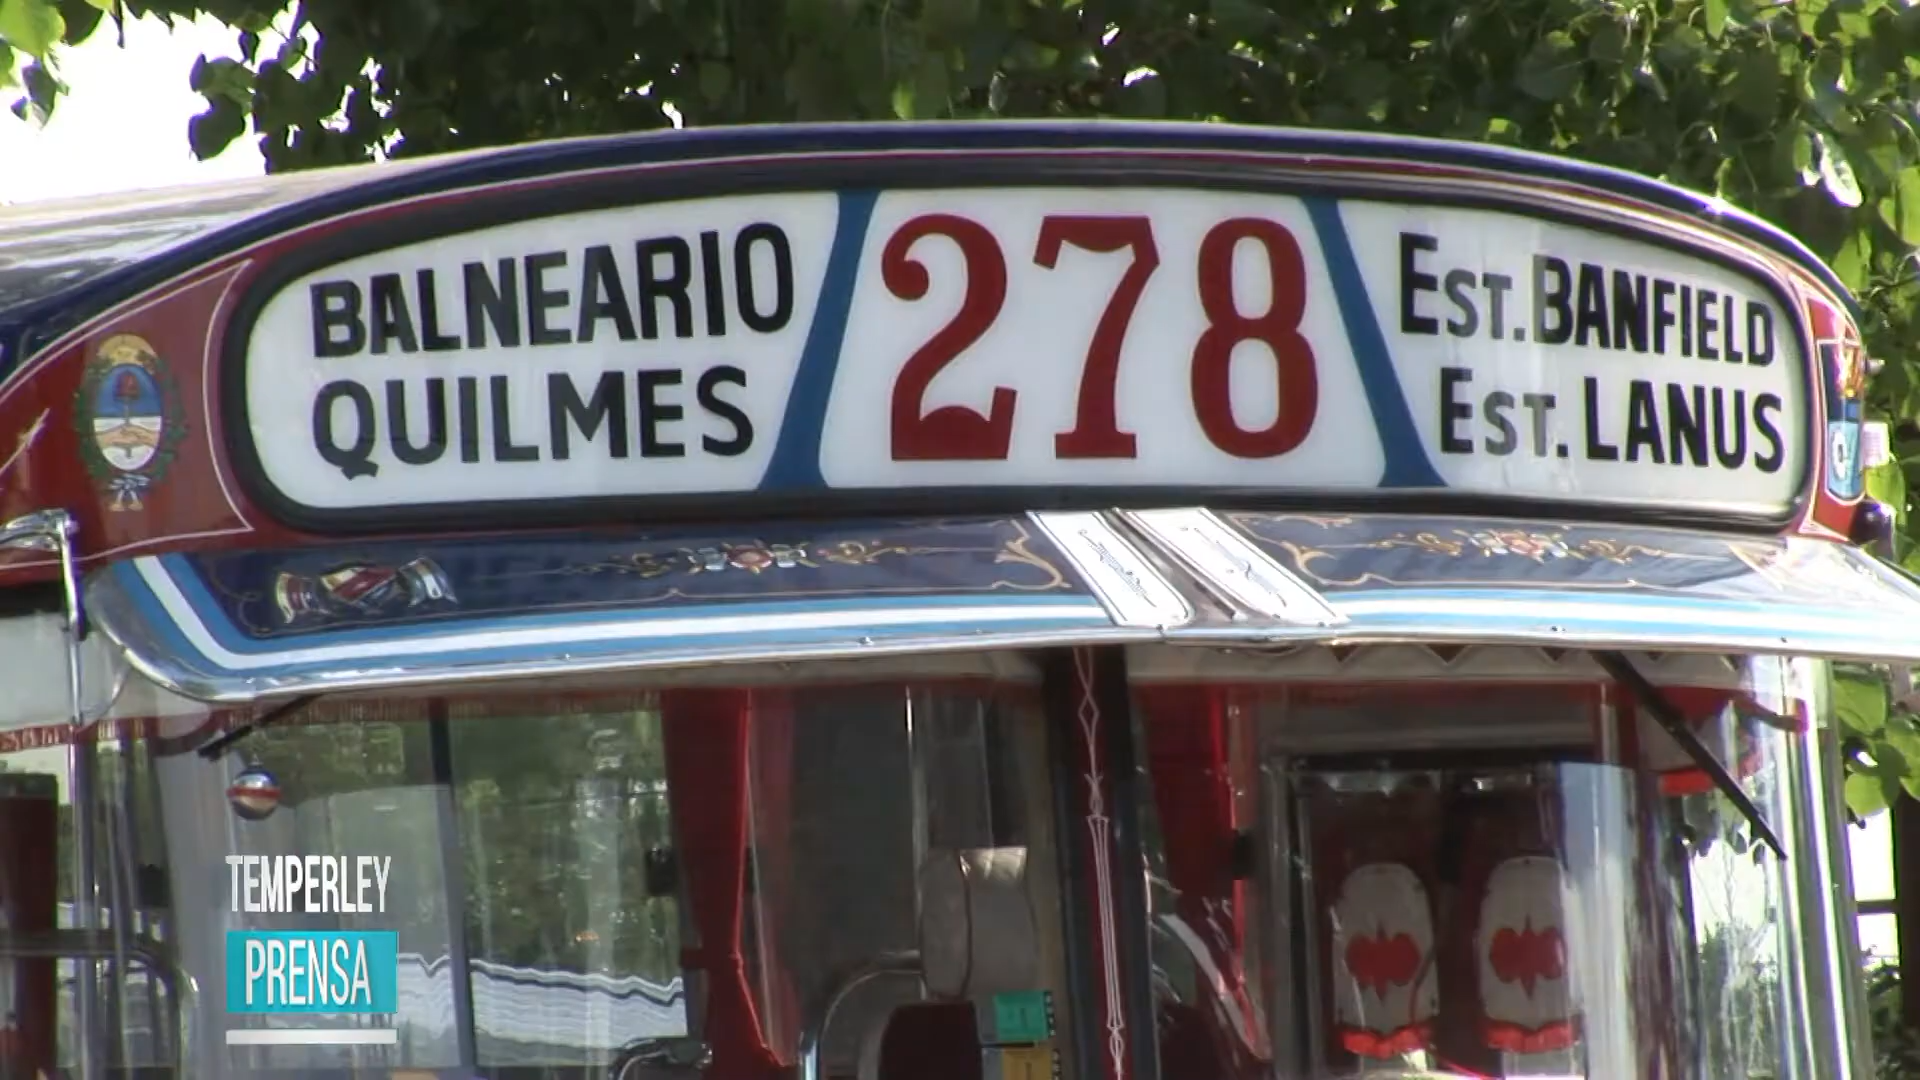 BALNEARIO
QUILMES
278
EST. BANFIELD
EST. LANUS
TEMPERLEY
PRENSA